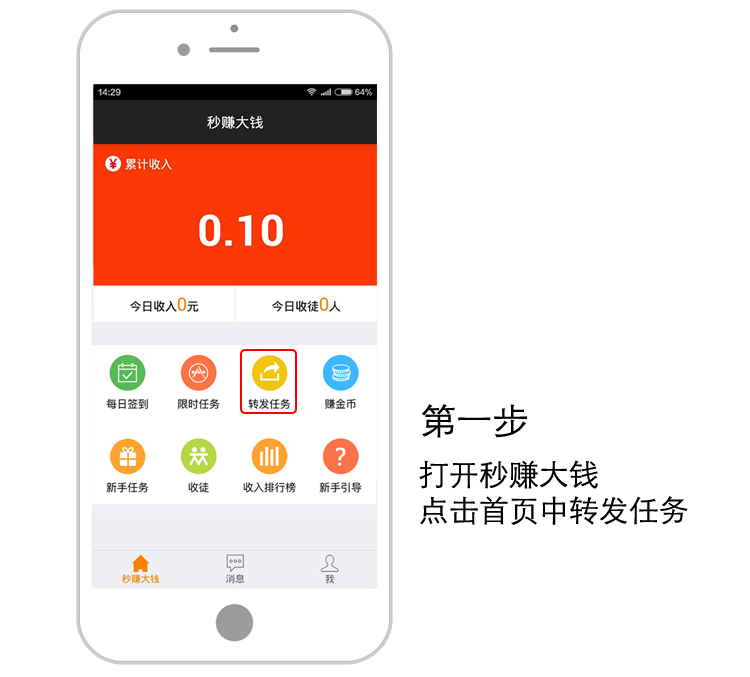 14:29
64%
秒赚大钱
¥ 累计收入
0.10
今日收入0元
今日收徒0人
每日签到
限时任务
转发任务
赚金币
新手任务
收徒
收入排行榜
?
新手引导
秒赚大钱
消息
我
第一步
打开秒赚大钱
点击首页中转发任务